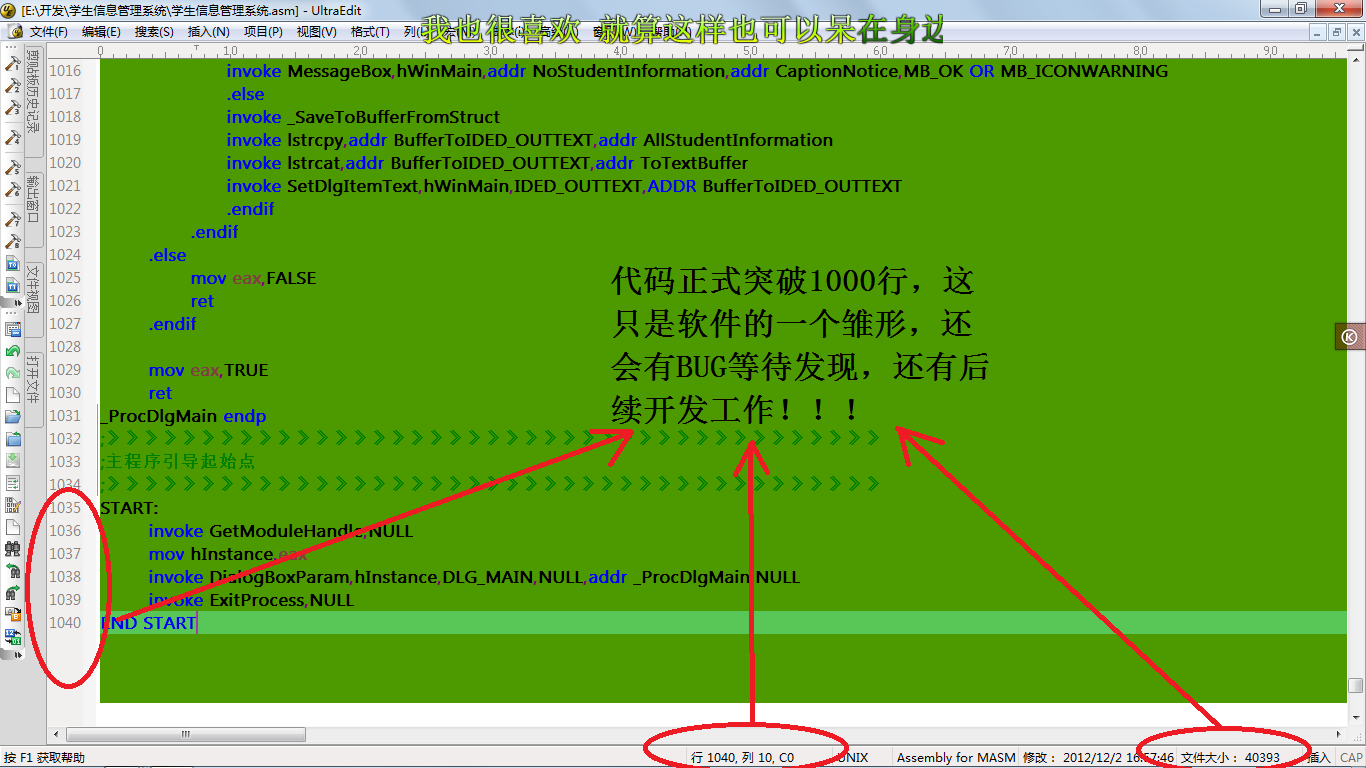 [E:\开发\学生信息管理系统\学生信息管理系统.asm] - UltraEdit
我也很喜欢 就算这样也可以呆在身边
文件(F) 编辑(E) 搜索(S) 插入(N) 项目(P) 视图(V) 格式(T)
0 10 20 30 40 50 60 70 80 90
剪贴板历史记录
输出窗口
文件视图
打开文件
1016 invoke MessageBox,hWinMain,addr NoStudentInformation,addr CaptionNotice,MB_OK OR MB_ICONWARNING
1017 .else
1018 invoke _SaveToBufferFromStruct
1019 invoke lstrcpy,addr BufferToIDED_OUTTEXT,addr AllStudentInformation
1020 invoke lstrcat,addr BufferToIDED_OUTTEXT,addr ToTextBuffer
1021 invoke SetDlgItemText,hWinMain,IDED_OUTTEXT,ADDR BufferToIDED_OUTTEXT
1022 .endif
1023 .endif
1024 .else
1025 mov eax,FALSE
1026 ret
1027 .endif
1028
1029 mov eax,TRUE
1030 ret
1031 _ProcDlgMain endp
1032
1033 ;主程序引导起始点
1034
1035 START:
1036 invoke GetModuleHandle,NULL
1037 mov hInstance,eax
1038 invoke DialogBoxParam,hInstance,DLG_MAIN,NULL,addr _ProcDlgMain,NULL
1039 invoke ExitProcess,NULL
1040 END START
代码正式突破1000行，这
只是软件的一个雏形，还
会有BUG等待发现，还有后
续开发工作！！！
按 F1 获取帮助 行 1040, 列 10, C0 UNIX Assembly for MASM 修改： 2012/12/2 16:57:46 文件大小： 40393 插入 CAP